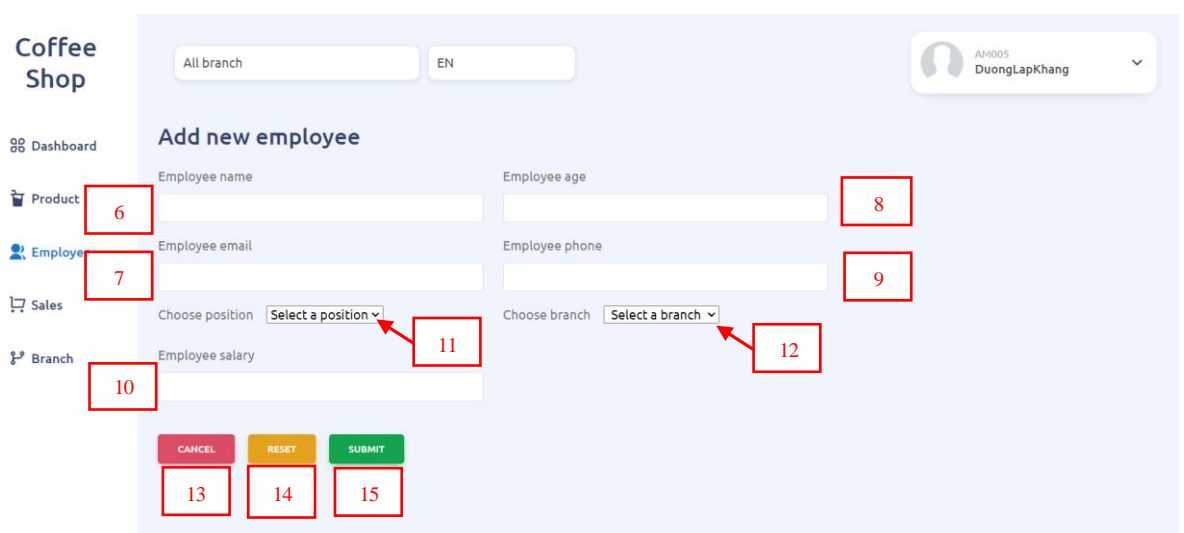 Coffee
Shop
All branch
EN
AM005
DuongLapKhang
Dashboard
Add new employee
Employee name
Employee age
Product
6
8
Employee email
Employee phone
Employe
7
9
Sales
Choose position
Select a position
Choose branch
Select a branch
11
12
Branch
Employee salary
10
CANCEL
RESET
SUBMIT
13
14
15